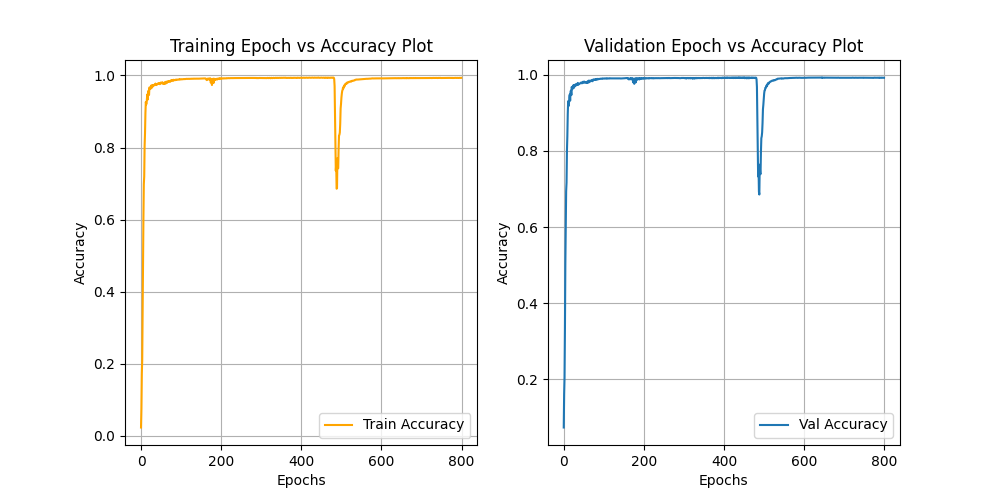 Training Epoch vs Accuracy Plot
1.0
0.8
0.6
0.4
0.2
0.0
Accuracy
0
200
400
600
800
Epochs
Train Accuracy
Validation Epoch vs Accuracy Plot
1.0
0.8
0.6
0.4
0.2
Accuracy
0
200
400
600
800
Epochs
Val Accuracy